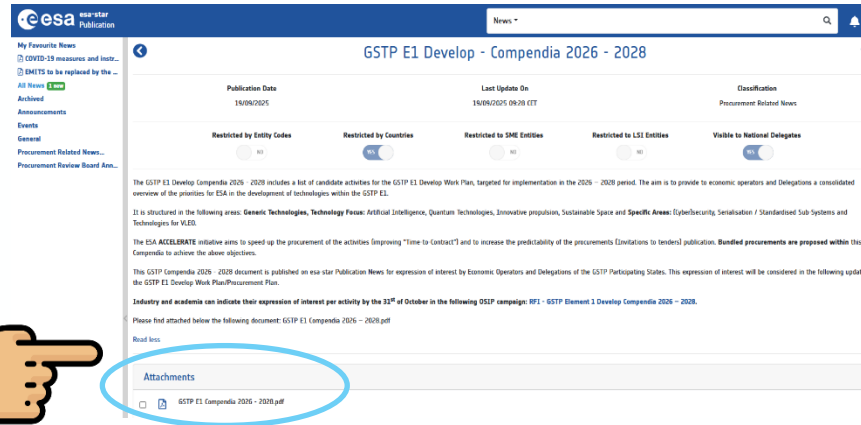 esa esa-star
Publication
News
My Favourite News
COVID-19 measures and instr...
EMITS to be replaced by the ...
All News 1 new
Archived
Announcements
Events
General
Procurement Related News...
Procurement Review Board Ann...
GSTP E1 Develop - Compendia 2026 - 2028
Publication Date
19/09/2025
Last Update On
19/09/2025 09:28 CET
Classification
Procurement Related News
Restricted by Entity Codes
NO
Restricted by Countries
YES
Restricted to SME Entities
NO
Restricted to LSI Entities
NO
Visible to National Delegates
YES
The GSTP E1 Develop Compendia 2026 - 2028 includes a list of candidate activities for the GSTP E1 Develop Work Plan, targeted for implementation in the 2026 – 2028 period. The aim is to provide to economic operators and Delegations a consolidated
overview of the priorities for ESA in the development of technologies within the GSTP E1.
It is structured in the following areas: Generic Technologies, Technology Focus: Artificial Intelligence, Quantum Technologies, Innovative propulsion, Sustainable Space and Specific Areas: (Cyber)security, Serialisation / Standardised Sub Systems and
Technologies for VLEO.
The ESA ACCELERATE initiative aims to speed up the procurement of the activities (improving "Time-to-Contract") and to increase the predictability of the procurements (Invitations to tenders) publication. Bundled procurements are proposed within this
Compendia to achieve the above objectives.
This GSTP Compendia 2026 - 2028 document is published on esa star Publication News for expression of interest by Economic Operators and Delegations of the GSTP Participating States. This expression of interest will be considered in the following updat
the GSTP E1 Develop Work Plan/Procurement Plan.
Industry and academia can indicate their expression of interest per activity by the 31st of October in the following OSIP campaign: RFI - GSTP Element 1 Develop Compendia 2026 – 2028.
Please find attached below the following document: GSTP E1 Compendia 2026 – 2028.pdf
Read less
Attachments
GSTP E1 Compendia 2026 - 2028.pdf